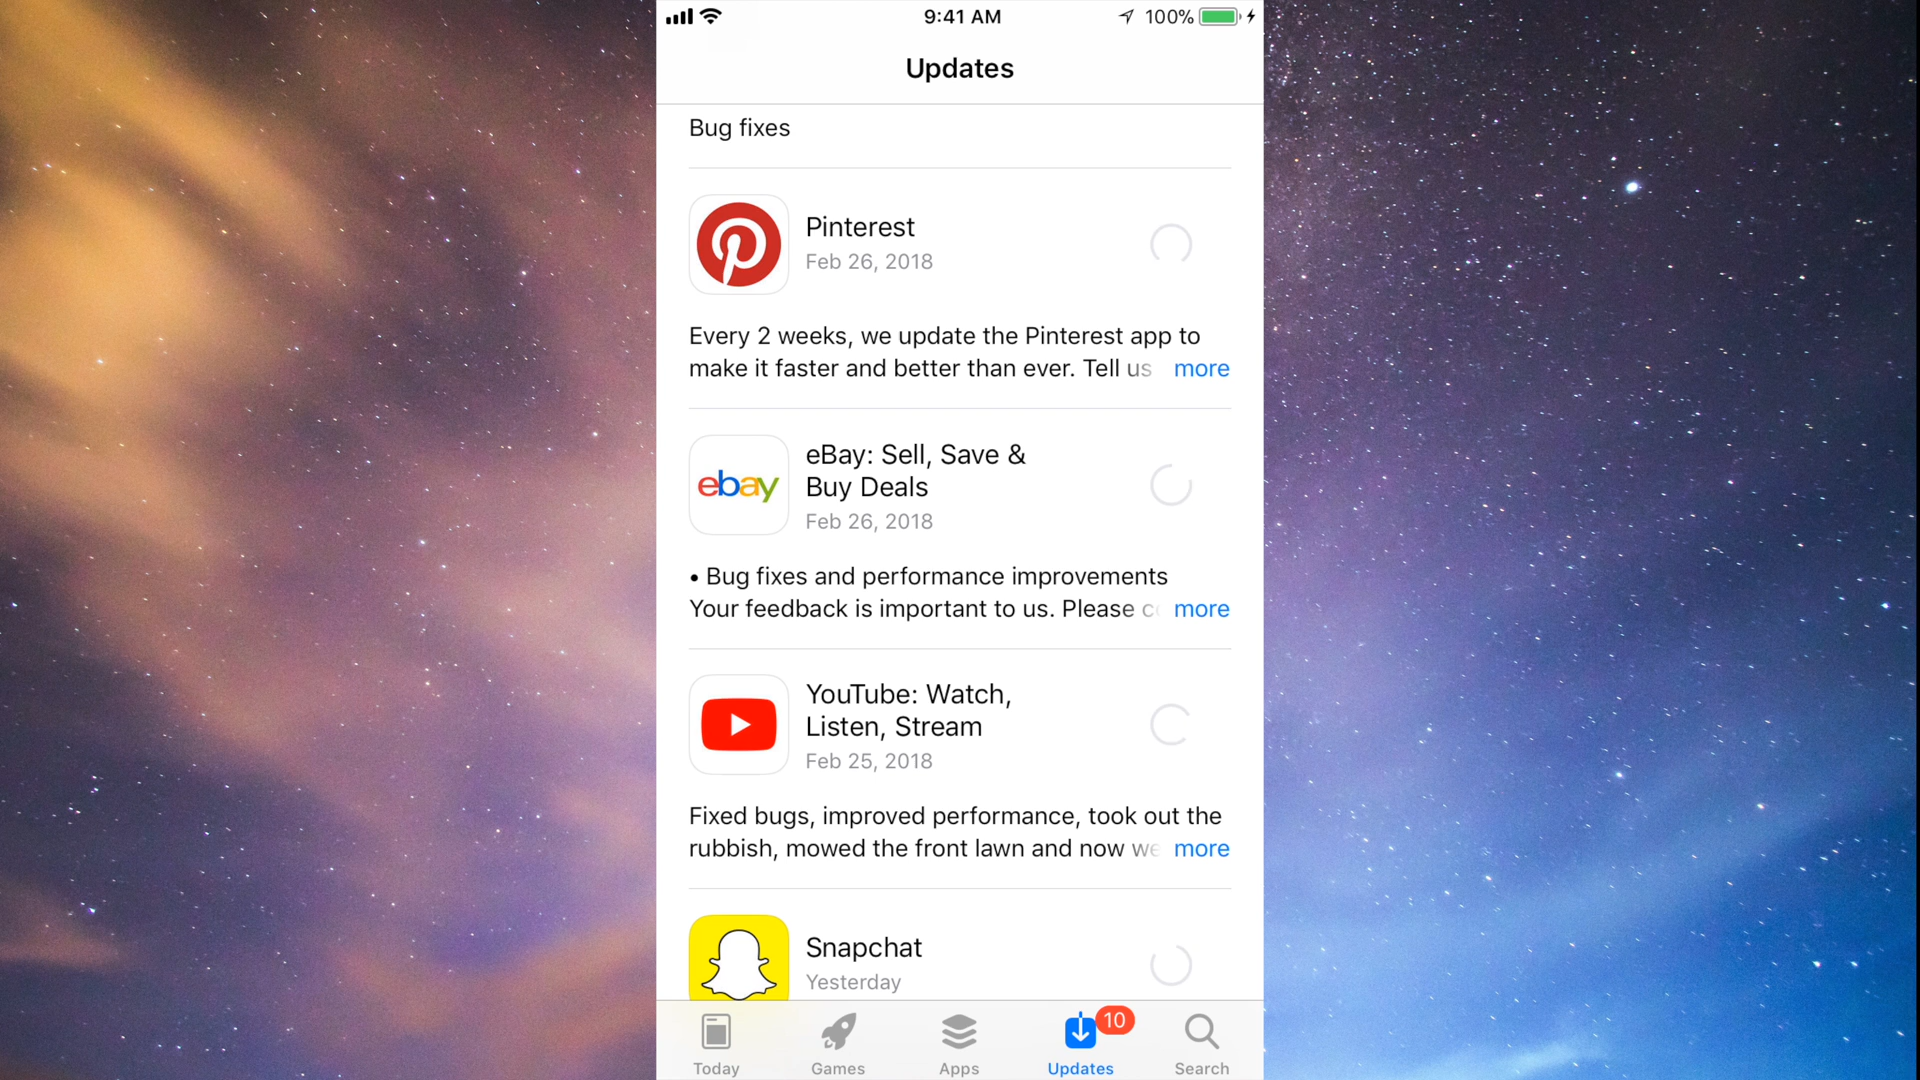 9:41 AM
100%
Updates
Bug fixes
Pinterest
Feb 26, 2018
Every 2 weeks, we update the Pinterest app to
make it faster and better than ever. Tell us more
ebay
eBay: Sell, Save &
Buy Deals
Feb 26, 2018
• Bug fixes and performance improvements
Your feedback is important to us. Please more
YouTube: Watch,
Listen, Stream
Feb 25, 2018
Fixed bugs, improved performance, took out the
rubbish, mowed the front lawn and now we more
Snapchat
Yesterday
10
Today Games Apps Updates Search